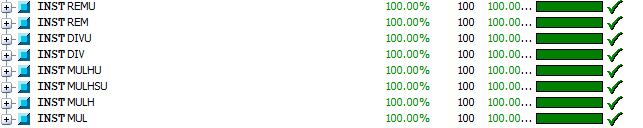 INST REMU 100.00% 100 100.00...
INST REM 100.00% 100 100.00...
INST DIVU 100.00% 100 100.00...
INST DIV 100.00% 100 100.00...
INST MULHU 100.00% 100 100.00...
INST MULHSU 100.00% 100 100.00...
INST MULH 100.00% 100 100.00...
INST MUL 100.00% 100 100.00...